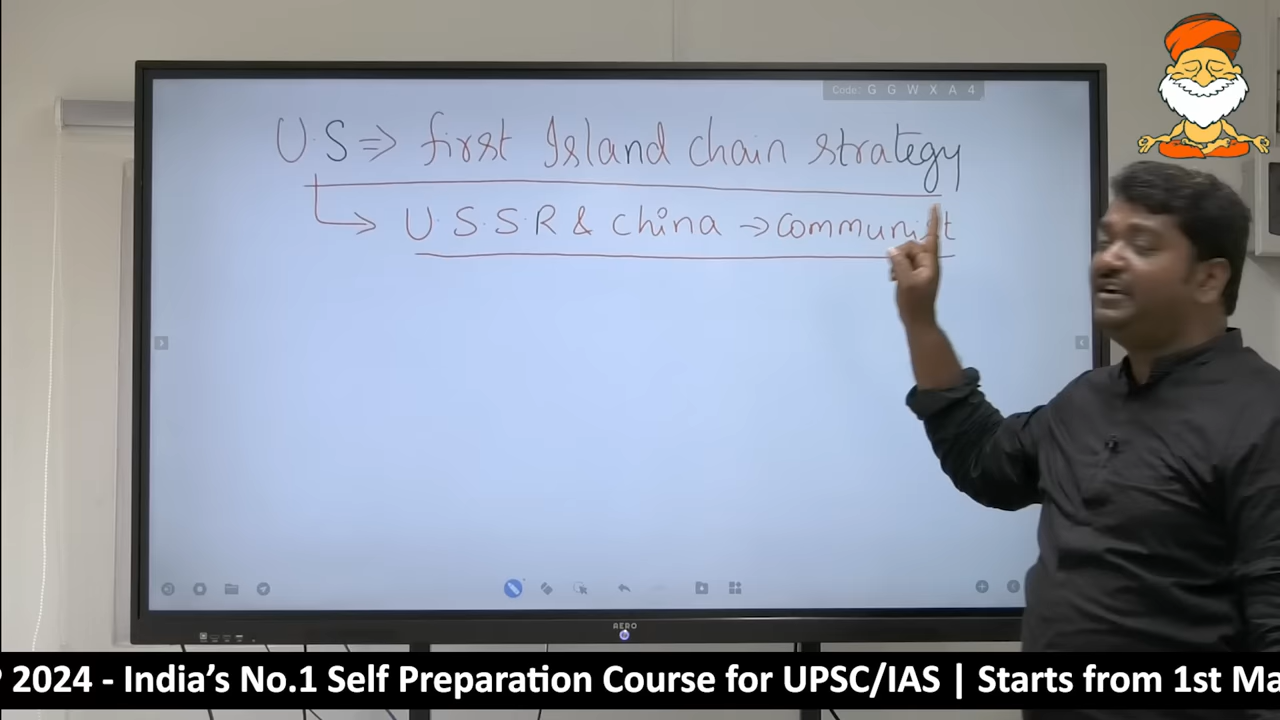 Code: G G W X A 4
U.S => first Island chain strategy
U.S.S.R & China -> Communist
AERO
2024 - India's No.1 Self Preparation Course for UPSC/IAS | Starts from 1st